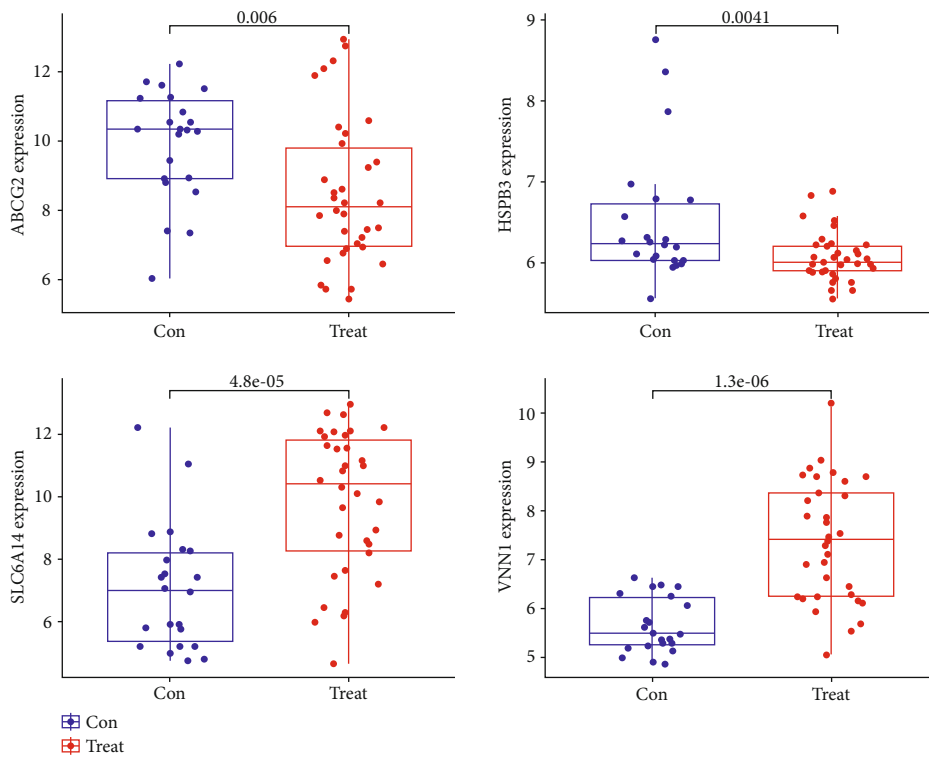 0.006
ABCG2 expression
12
10
8
6
Con
Treat
0.0041
HSPB3 expression
9
8
7
6
Con
Treat
4.8e-05
SLC6A14 expression
12
10
8
6
Con
Treat
1.3e-06
VNN1 expression
10
9
8
7
6
5
Con
Treat
Con
Treat